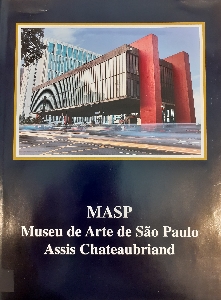 MASP
Museu de Arte de São Paulo
Assis Chateaubriand